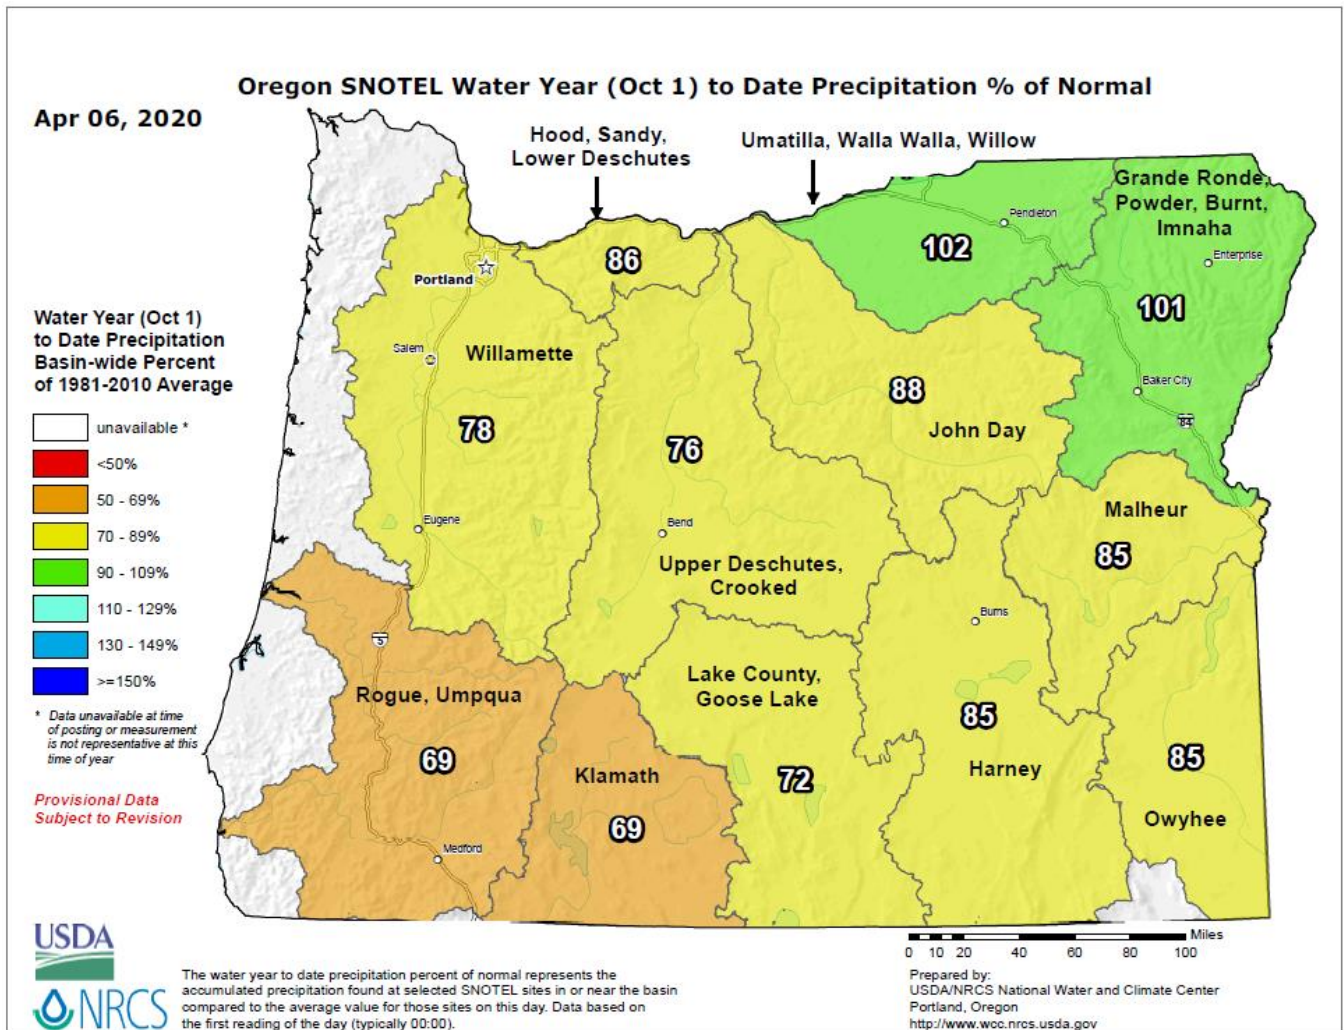 Oregon SNOTEL Water Year (Oct 1) to Date Precipitation % of Normal
Apr 06, 2020
Hood, Sandy,
Lower Deschutes
Umatilla, Walla Walla, Willow
Grande Ronde,
Powder, Burnt,
Imnaha
Pendleton
Enterprise
102
86
101
Portland
Water Year (Oct 1)
to Date Precipitation
Basin-wide Percent
of 1981-2010 Average
Salem
Willamette
78
88
John Day
Baker City
84
76
unavailable *
<50%
50 - 69%
70 - 89%
90 - 109%
110 - 129%
130 - 149%
>=150%
Eugene
Bend
Upper Deschutes,
Crooked
Malheur
85
Burns
5
Rogue, Umpqua
69
Lake County,
Goose Lake
72
85
Harney
85
Owyhee
Klamath
69
Medford
* Data unavailable at time
of posting or measurement
is not representative at this
time of year
Provisional Data
Subject to Revision
USDA
NRCS
Miles
0 10 20 40 60 80 100
The water year to date precipitation percent of normal represents the
accumulated precipitation found at selected SNOTEL sites in or near the basin
compared to the average value for those sites on this day. Data based on
the first reading of the day (typically 00:00).
Prepared by:
USDA/NRCS National Water and Climate Center
Portland, Oregon
http://www.wcc.nrcs.usda.gov